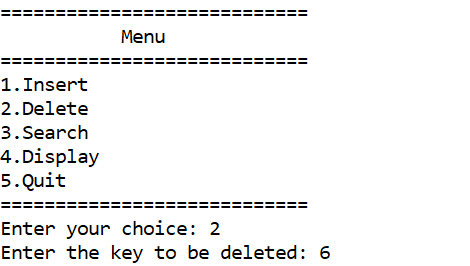 ============================
Menu
============================
1.Insert
2.Delete
3.Search
4.Display
5.Quit
============================
Enter your choice: 2
Enter the key to be deleted: 6